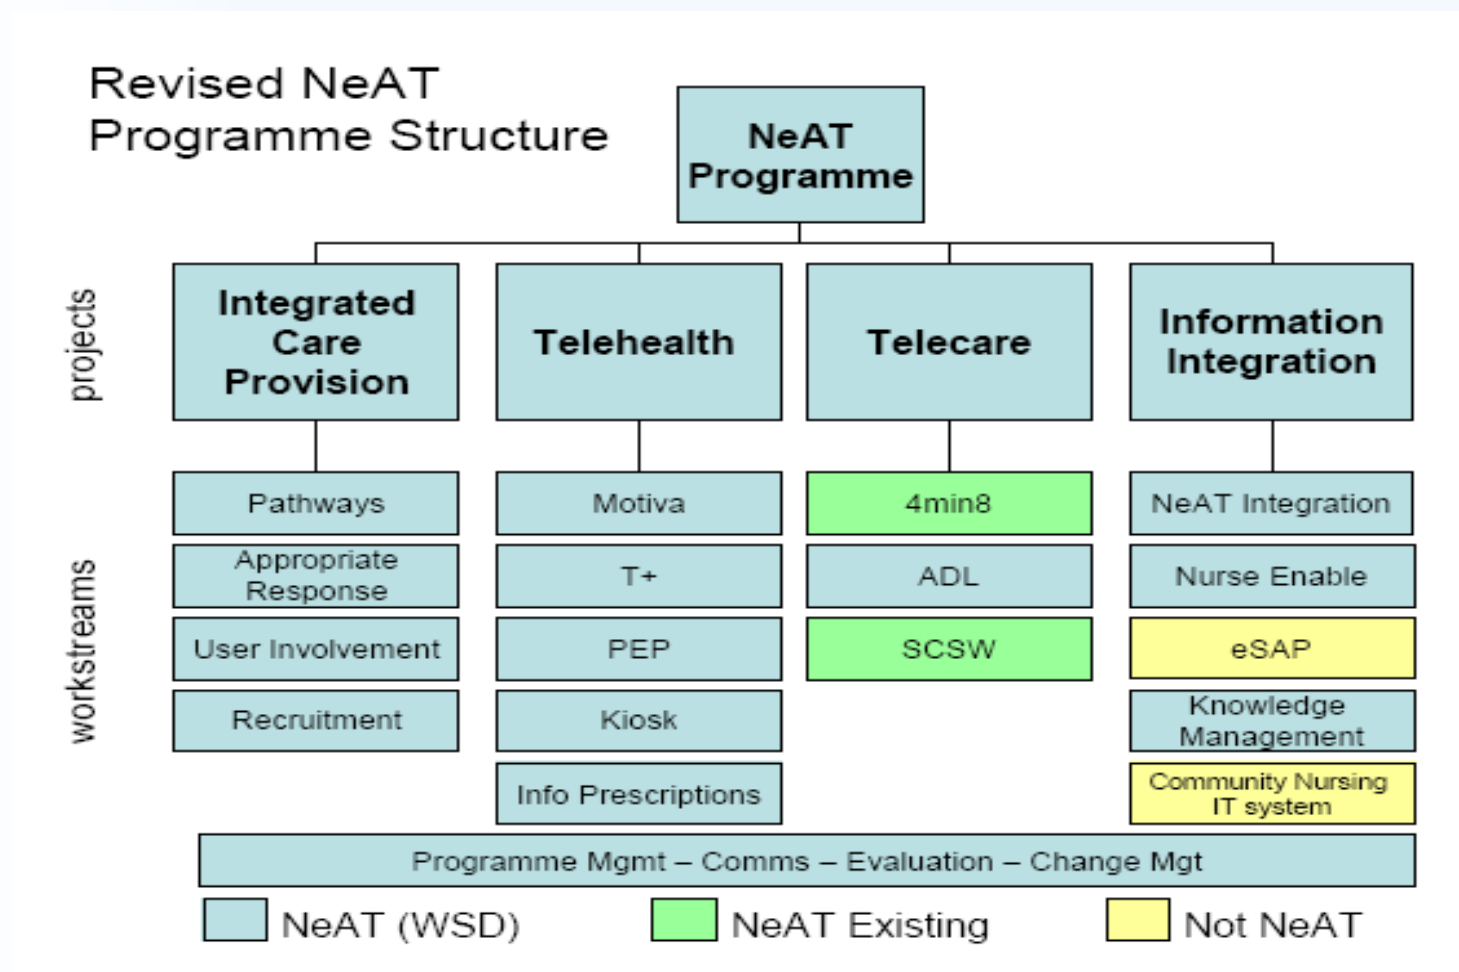 Revised NeAT
Programme Structure
NeAT
Programme
projects
Integrated
Care
Provision
Telehealth
Telecare
Information
Integration
workstreams
Pathways
Appropriate
Response
User Involvement
Recruitment
Motiva
T+
PEP
Kiosk
Info Prescriptions
4min8
ADL
SCSW
NeAT Integration
Nurse Enable
eSAP
Knowledge
Management
Community Nursing
IT system
Programme Mgmt – Comms – Evaluation – Change Mgt
NeAT (WSD)
NeAT Existing
Not NeAT